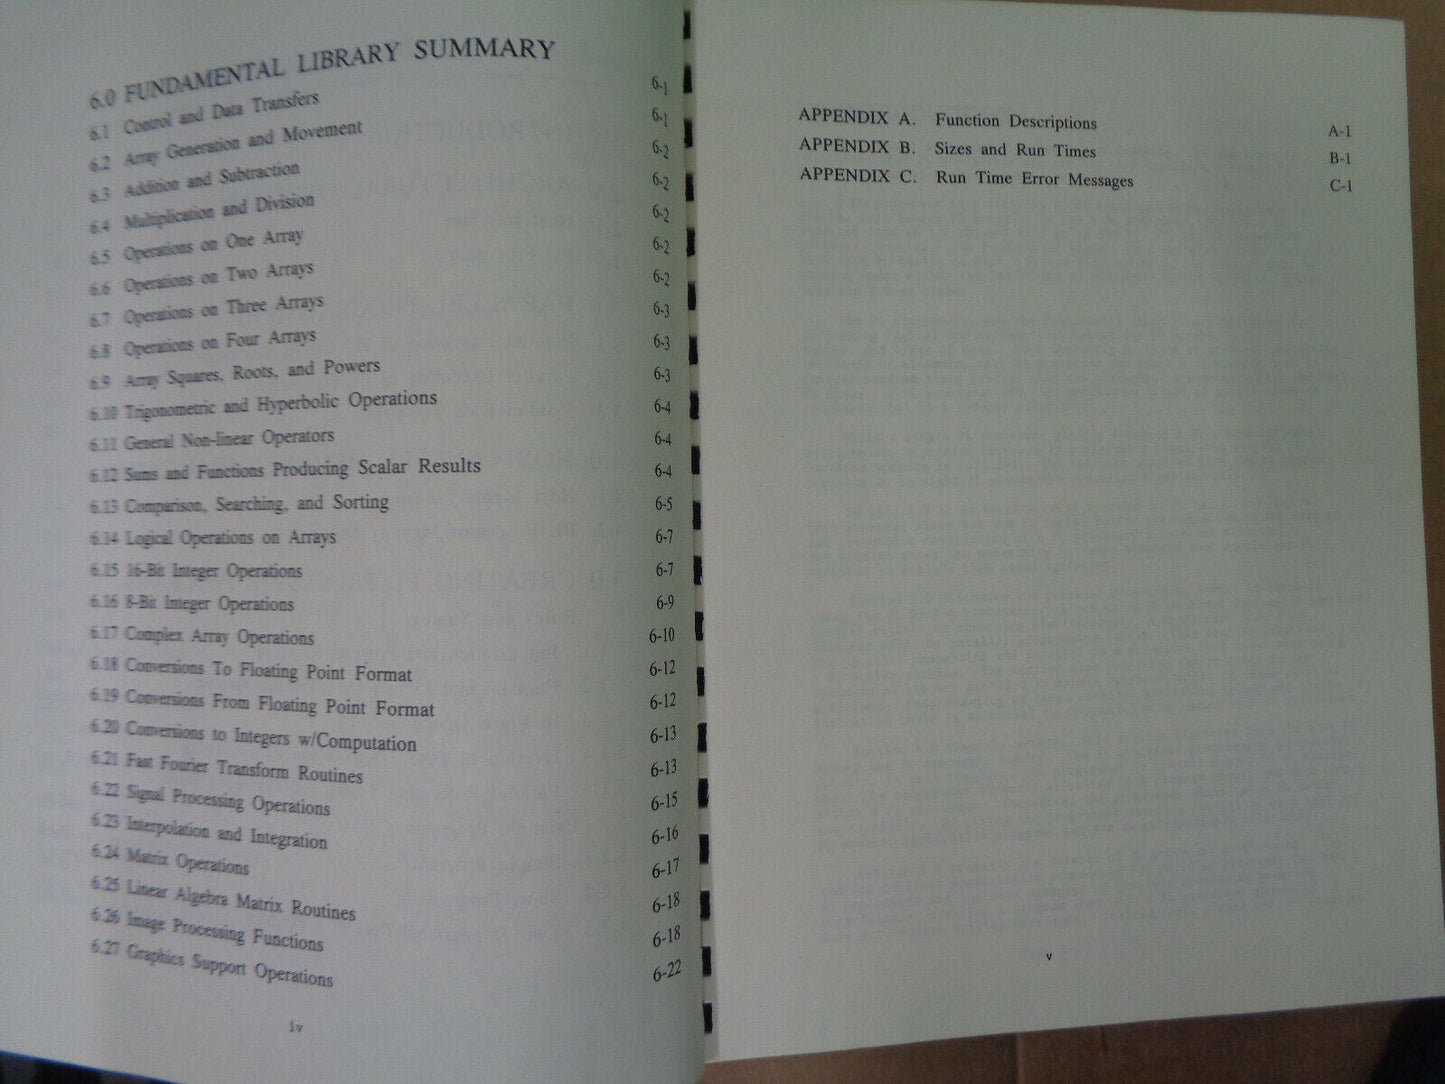 6.0 FUNDAMENTAL LIBRARY SUMMARY 6-1
6.1 Control and Data Transfers 6-1
6.2 Array Generation and Movement 6-2
6.3 Addition and Subtraction 6-2
6.4 Multiplication and Division 6-2
6.5 Operations on One Array 6-2
6.6 Operations on Two Arrays 6-2
6.7 Operations on Three Arrays 6-3
6.8 Operations on Four Arrays 6-3
6.9 Array Squares, Roots, and Powers 6-3
6.10 Trigonometric and Hyperbolic Operations 6-4
6.11 General Non-linear Operators 6-4
6.12 Sums and Functions Producing Scalar Results 6-4
6.13 Comparison, Searching, and Sorting 6-5
6.14 Logical Operations on Arrays 6-7
6.15 16-Bit Integer Operations 6-7
6.16 8-Bit Integer Operations 6-9
6.17 Complex Array Operations 6-10
6.18 Conversions To Floating Point Format 6-12
6.19 Conversions From Floating Point Format 6-12
6.20 Conversions to Integers w/Computation 6-13
6.21 Fast Fourier Transform Routines 6-13
6.22 Signal Processing Operations 6-15
6.23 Interpolation and Integration 6-16
6.24 Matrix Operations 6-17
6.25 Linear Algebra Matrix Routines 6-18
6.26 Image Processing Functions 6-18
6.27 Graphics Support Operations 6-22
iv
APPENDIX A. Function Descriptions A-1
APPENDIX B. Sizes and Run Times B-1
APPENDIX C. Run Time Error Messages C-1
v